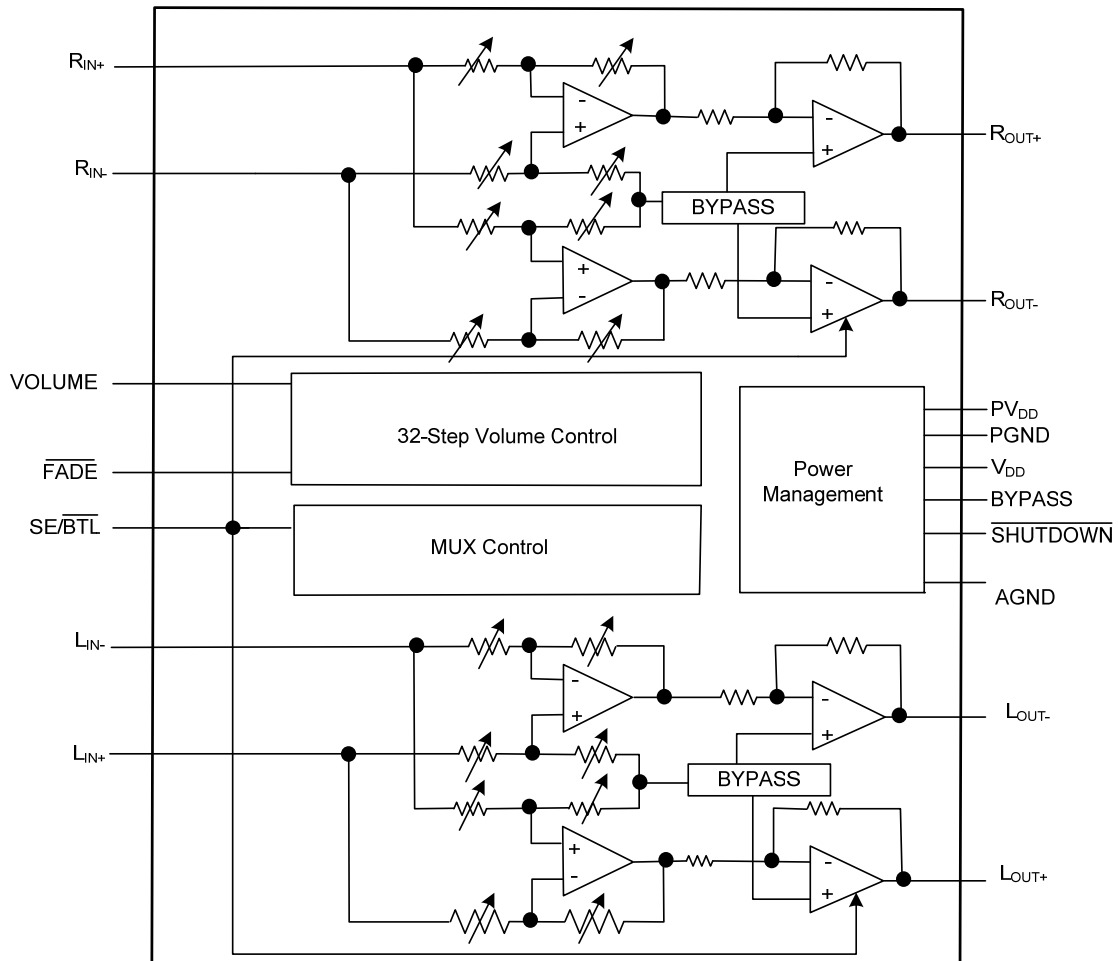 RIN+
-
+
-
+
ROUT+
RIN-
BYPASS
+
-
-
+
ROUT-
VOLUME
32-Step Volume Control
FADE
SE/BTL
MUX Control
Power
Management
PVDD
PGND
VDD
BYPASS
SHUTDOWN
AGND
LIN-
-
+
-
+
LOUT-
LIN+
BYPASS
+
-
-
+
LOUT+